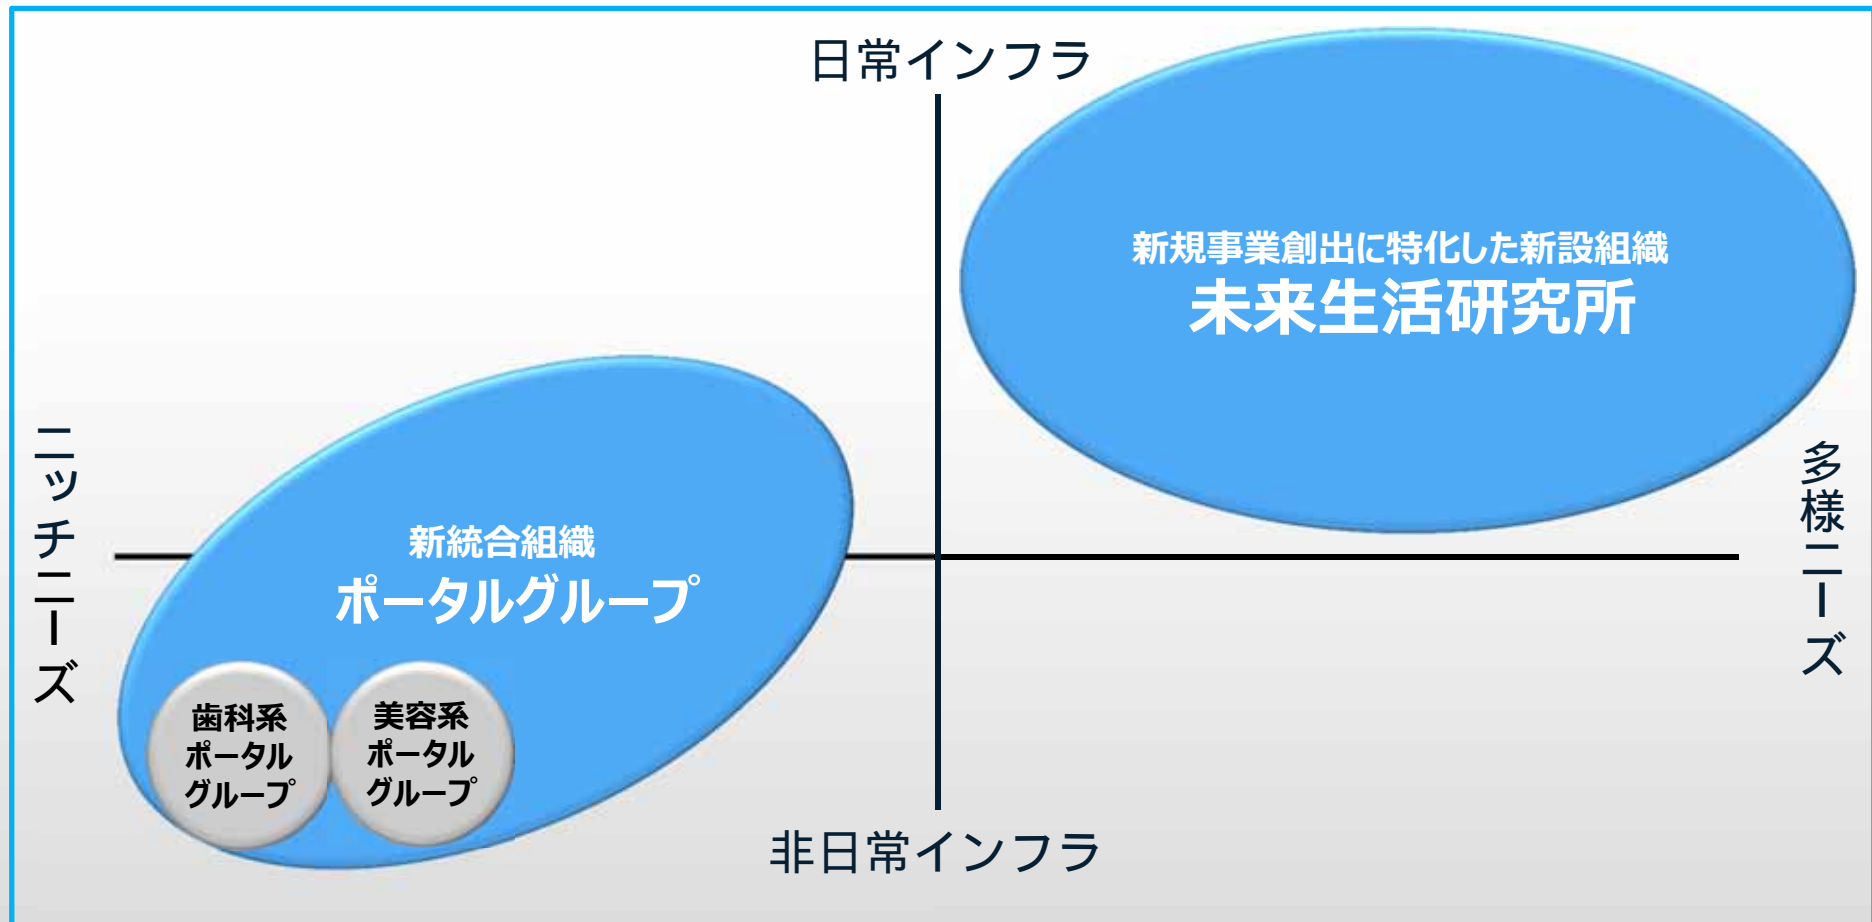 日常インフラ
新規事業創出に特化した新設組織
未来生活研究所
ニッチニーズ
多様ニーズ
新統合組織
ポータルグループ
歯科系
ポータル
グループ
美容系
ポータル
グループ
非日常インフラ